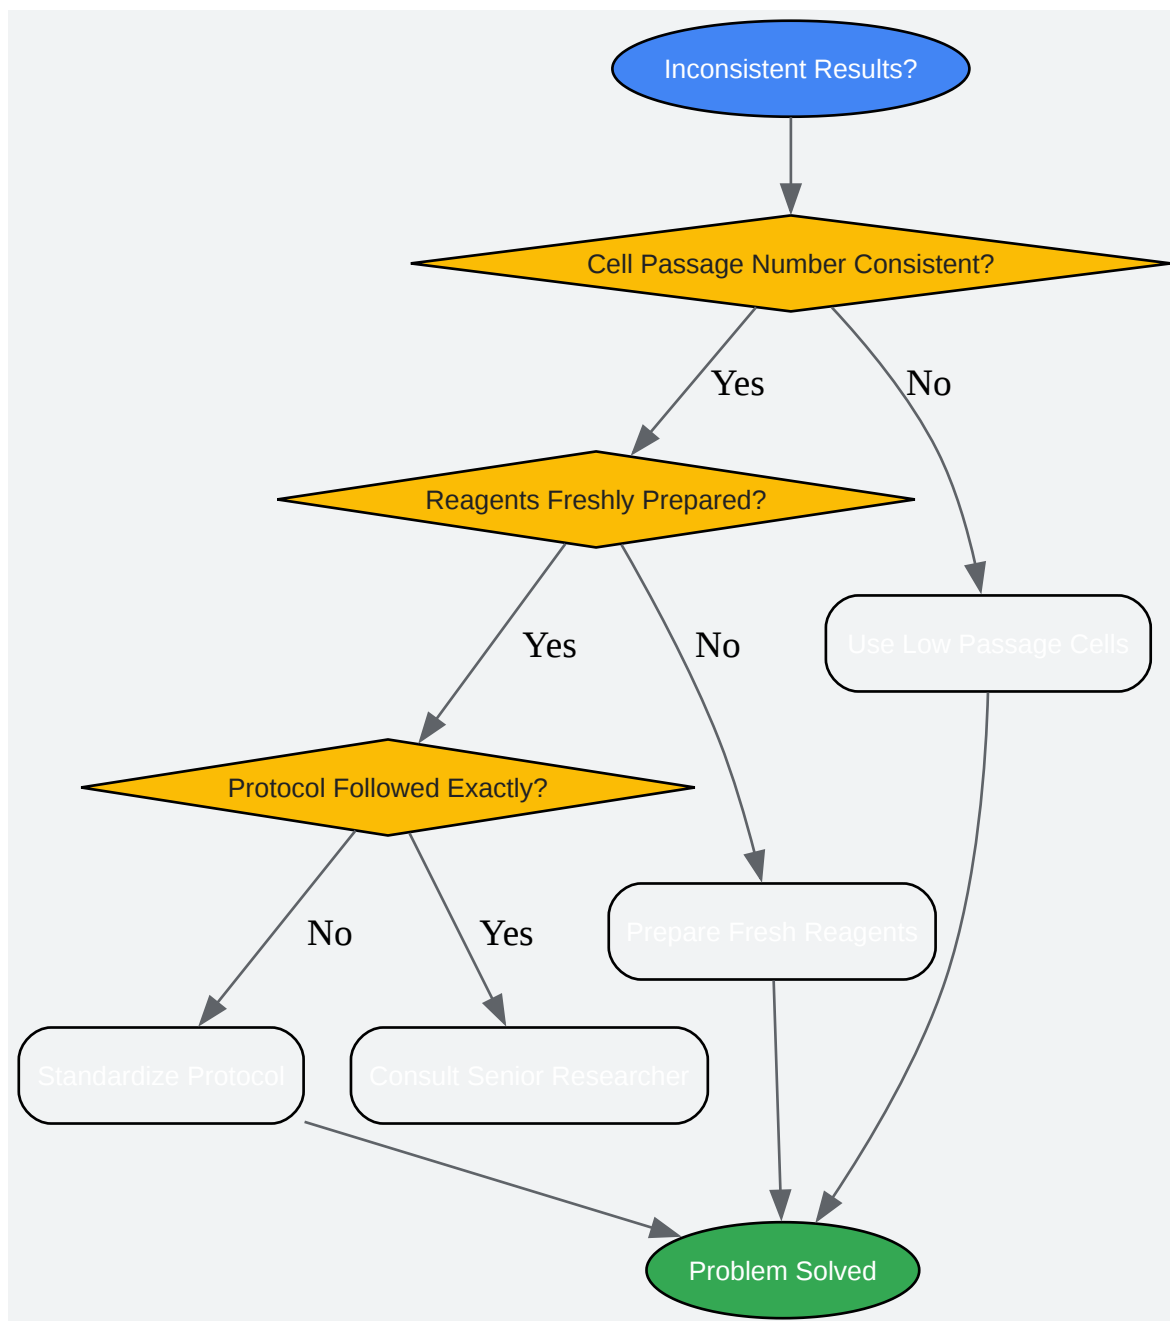 Inconsistent Results?
Cell Passage Number Consistent?
Yes
No
Reagents Freshly Prepared?
Yes
No
Use Low Passage Cells
Protocol Followed Exactly?
No
Yes
Prepare Fresh Reagents
Standardize Protocol
Consult Senior Researcher
Problem Solved